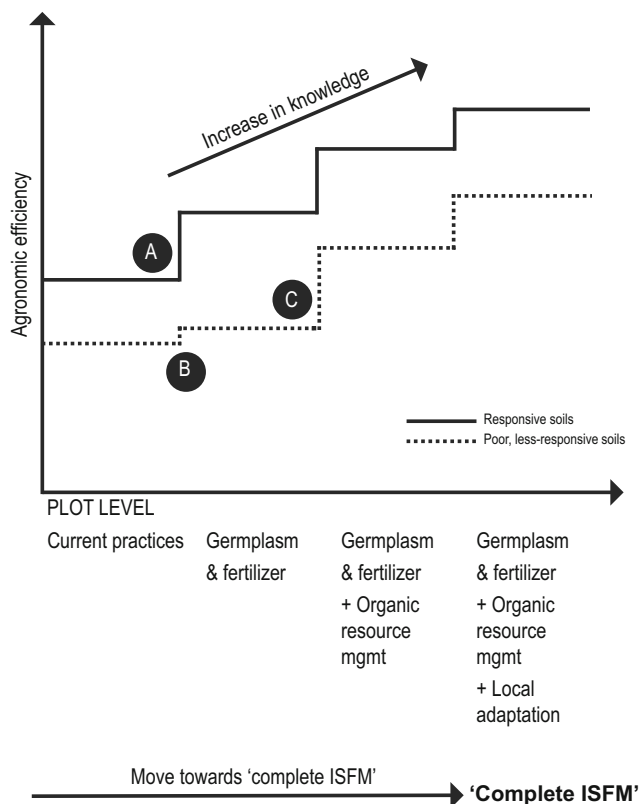 Agronomic efficiency
Increase in knowledge
A
B
C
Responsive soils
Poor, less-responsive soils
PLOT LEVEL
Current practices
Germplasm
& fertilizer
Germplasm
& fertilizer
+ Organic
resource
mgmt
Germplasm
& fertilizer
+ Organic
resource
mgmt
+ Local
adaptation
Move towards ‘complete ISFM’
‘Complete ISFM’